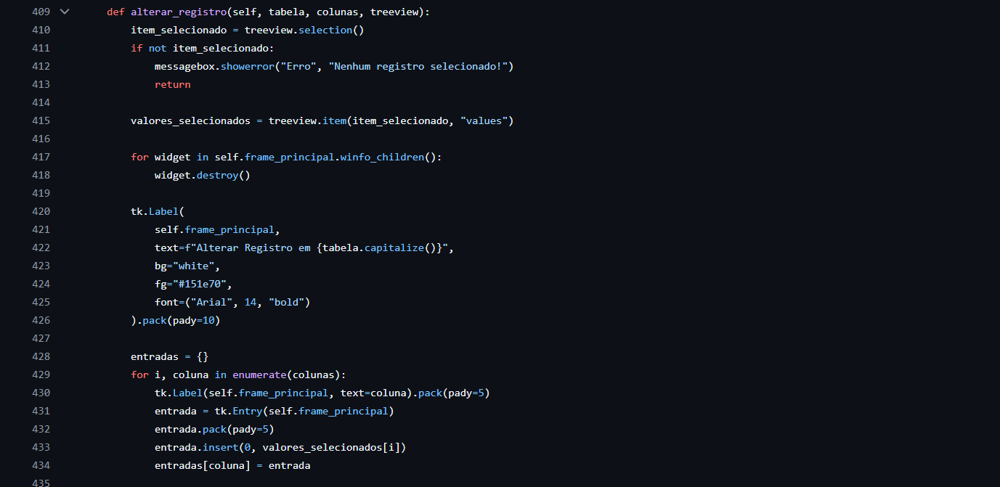 409 def alterar_registro(self, tabela, colunas, treeview):
410     item_selecionado = treeview.selection()
411     if not item_selecionado:
412         messagebox.showerror("Erro", "Nenhum registro selecionado!")
413         return
414
415     valores_selecionados = treeview.item(item_selecionado, "values")
416
417     for widget in self.frame_principal.winfo_children():
418         widget.destroy()
419
420     tk.Label(
421         self.frame_principal,
422         text=f"Alterar Registro em {tabela.capitalize()}",
423         bg="white",
424         fg="#151e70",
425         font=("Arial", 14, "bold")
426     ).pack(pady=10)
427
428     entradas = {}
429     for i, coluna in enumerate(colunas):
430         tk.Label(self.frame_principal, text=coluna).pack(pady=5)
431         entrada = tk.Entry(self.frame_principal)
432         entrada.pack(pady=5)
433         entrada.insert(0, valores_selecionados[i])
434         entradas[coluna] = entrada
435